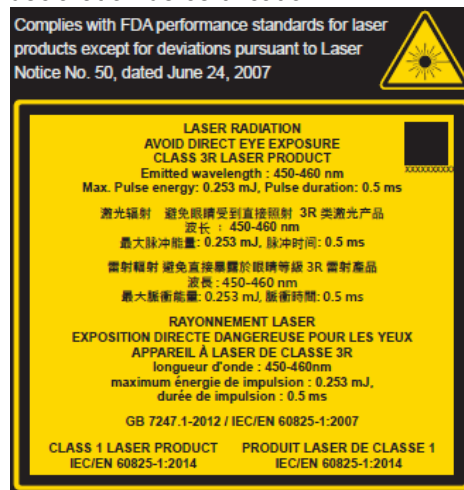 Complies with FDA performance standards for laser
products except for deviations pursuant to Laser
Notice No. 50, dated June 24, 2007
LASER RADIATION
AVOID DIRECT EYE EXPOSURE
CLASS 3R LASER PRODUCT
Emitted wavelength : 450-460 nm
Max. Pulse energy: 0.253 mJ, Pulse duration: 0.5 ms
XXXXXXXXXX
激光辐射 避免眼睛受到直接照射 3R 类激光产品
波长 : 450-460 nm
最大脉冲能量: 0.253 mJ, 脉冲时间: 0.5 ms
雷射輻射 避免直接暴露於眼睛等級 3R 雷射產品
波長 : 450-460 nm
最大脈衝能量: 0.253 mJ, 脈衝時間: 0.5 ms
RAYONNEMENT LASER
EXPOSITION DIRECTE DANGEREUSE POUR LES YEUX
APPAREIL À LASER DE CLASSE 3R
longueur d'onde : 450-460nm
maximum énergie de impulsion : 0.253 mJ,
durée de impulsion : 0.5 ms
GB 7247.1-2012 / IEC/EN 60825-1:2007
CLASS 1 LASER PRODUCT PRODUIT LASER DE CLASSE 1
IEC/EN 60825-1:2014 IEC/EN 60825-1:2014